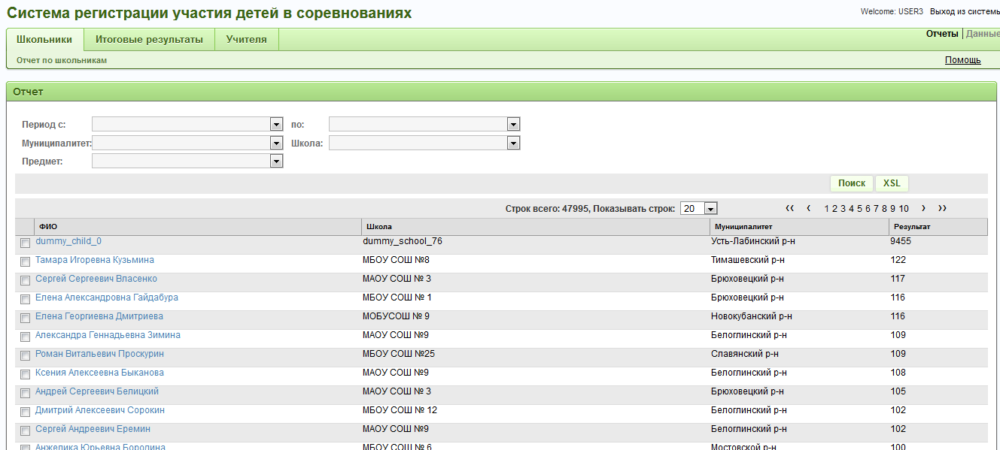 Система регистрации участия детей в соревнованиях
Welcome: USER3 Выход из системы
Школьники Итоговые результаты Учителя
Отчеты Данные
Отчет по школьникам
Помощь
Отчет
Период с: по:
Муниципалитет: Школа:
Предмет:
Поиск XSL
Строк всего: 47995, Показывать строк: 20 ‹‹ ‹ 1 2 3 4 5 6 7 8 9 10 › ››
ФИО Школа Муниципалитет Результат
dummy_child_0 dummy_school_76 Усть-Лабинский р-н 9455
Тамара Игоревна Кузьмина МБОУ СОШ №8 Тимашевский р-н 122
Сергей Сергеевич Власенко МАОУ СОШ № 3 Брюховецкий р-н 117
Елена Александровна Гайдабура МБОУ СОШ № 1 Брюховецкий р-н 116
Елена Георгиевна Дмитриева МОБУСОШ № 9 Новокубанский р-н 116
Александра Геннадьевна Зимина МАОУ СОШ №9 Белоглинский р-н 109
Роман Витальевич Проскурин МБОУ СОШ №25 Славянский р-н 109
Ксения Алексеевна Быканова МАОУ СОШ №9 Белоглинский р-н 108
Андрей Сергеевич Белицкий МАОУ СОШ № 3 Брюховецкий р-н 105
Дмитрий Алексеевич Сорокин МБОУ СОШ № 12 Белоглинский р-н 102
Сергей Андреевич Еремин МАОУ СОШ №9 Белоглинский р-н 102
Анжелика Юрьевна Бородина МБОУ СОШ № 6 Мостовской р-н 100